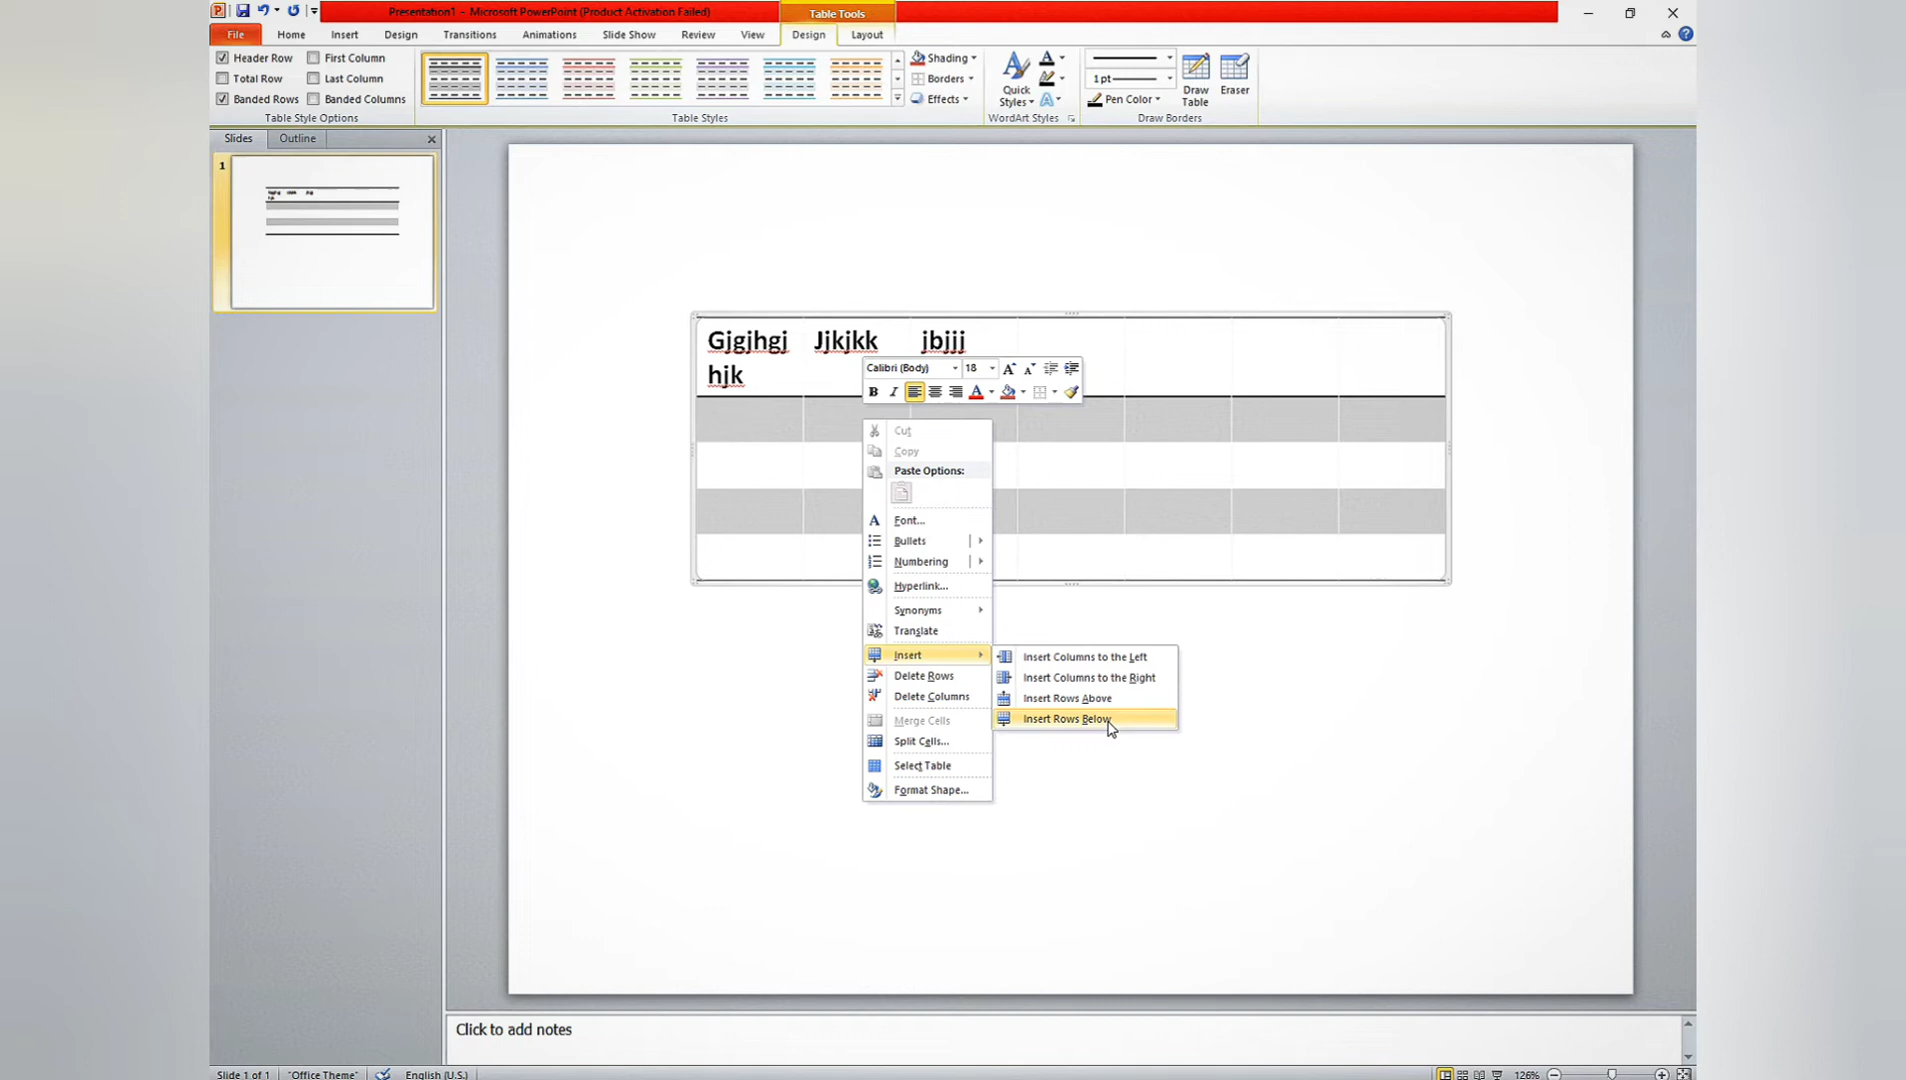 Presentation1 - Microsoft PowerPoint (Product Activation Failed)
Table Tools
File
Home
Insert
Design
Transitions
Animations
Slide Show
Review
View
Design
Layout
Header Row
First Column
Total Row
Last Column
Banded Rows
Banded Columns
Table Style Options
Table Styles
Shading
Borders
Effects
Quick
Styles
WordArt Styles
1 pt
Pen Color
Draw
Table
Eraser
Draw Borders
Slides
Outline
1
Gjgjhgj
Jjkjkk
jbjjj
hjk
Calibri (Body)
18
Cut
Copy
Paste Options:
Font...
Bullets
Numbering
Hyperlink...
Synonyms
Translate
Insert
Delete Rows
Delete Columns
Merge Cells
Split Cells...
Select Table
Format Shape...
Insert Columns to the Left
Insert Columns to the Right
Insert Rows Above
Insert Rows Below
Click to add notes
Slide 1 of 1
"Office Theme"
English (U.S.)
126%